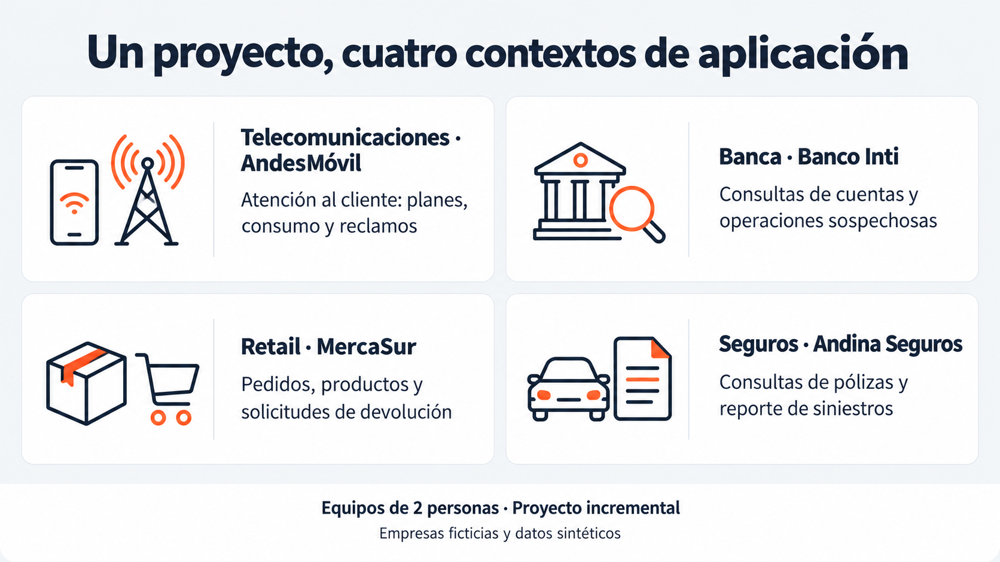 Un proyecto, cuatro contextos de aplicación
Telecomunicaciones ·
AndesMóvil
Atención al cliente: planes,
consumo y reclamos
Banca · Banco Inti
Consultas de cuentas y
operaciones sospechosas
Retail · MercaSur
Pedidos, productos y
solicitudes de devolución
Seguros · Andina Seguros
Consultas de pólizas y
reporte de siniestros
Equipos de 2 personas · Proyecto incremental
Empresas ficticias y datos sintéticos